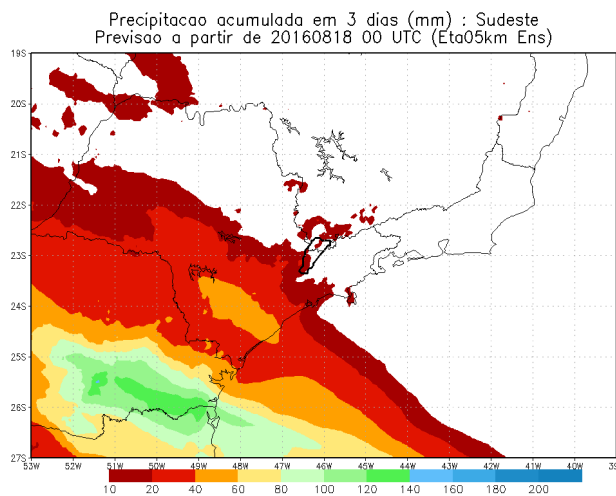 Precipitacao acumulada em 3 dias (mm) : Sudeste
Previsao a partir de 20160818 00 UTC (Eta05km Ens)
19S
20S
21S
22S
23S
24S
25S
26S
27S
53W 52W 51W 50W 49W 48W 47W 46W 45W 44W 43W 42W 41W 40W 39W
10 20 40 60 80 100 120 140 160 180 200